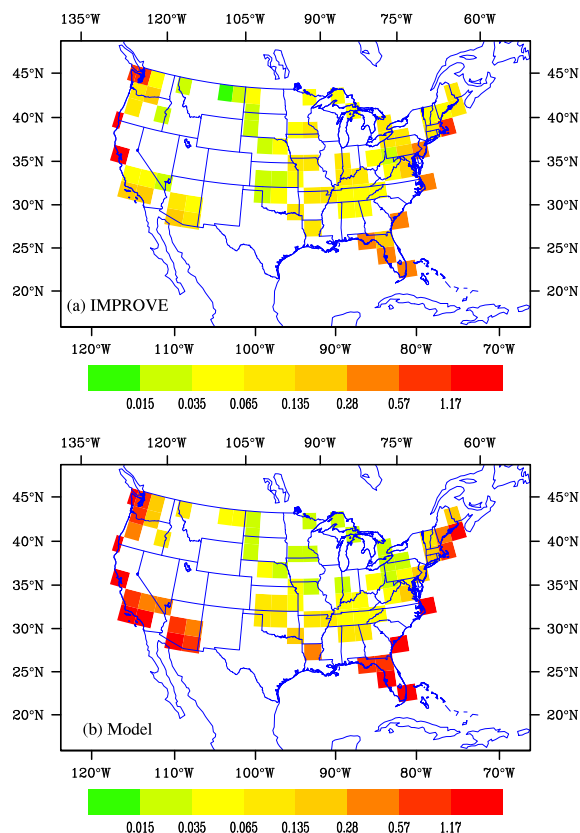 135°W 120°W 105°W 90°W 75°W 60°W
45°N 45°N
40°N 40°N
35°N 35°N
30°N 30°N
25°N 25°N
20°N 20°N
(a) IMPROVE
120°W 110°W 100°W 90°W 80°W 70°W
0.015 0.035 0.065 0.135 0.28 0.57 1.17
135°W 120°W 105°W 90°W 75°W 60°W
45°N 45°N
40°N 40°N
35°N 35°N
30°N 30°N
25°N 25°N
20°N 20°N
(b) Model
120°W 110°W 100°W 90°W 80°W 70°W
0.015 0.035 0.065 0.135 0.28 0.57 1.17